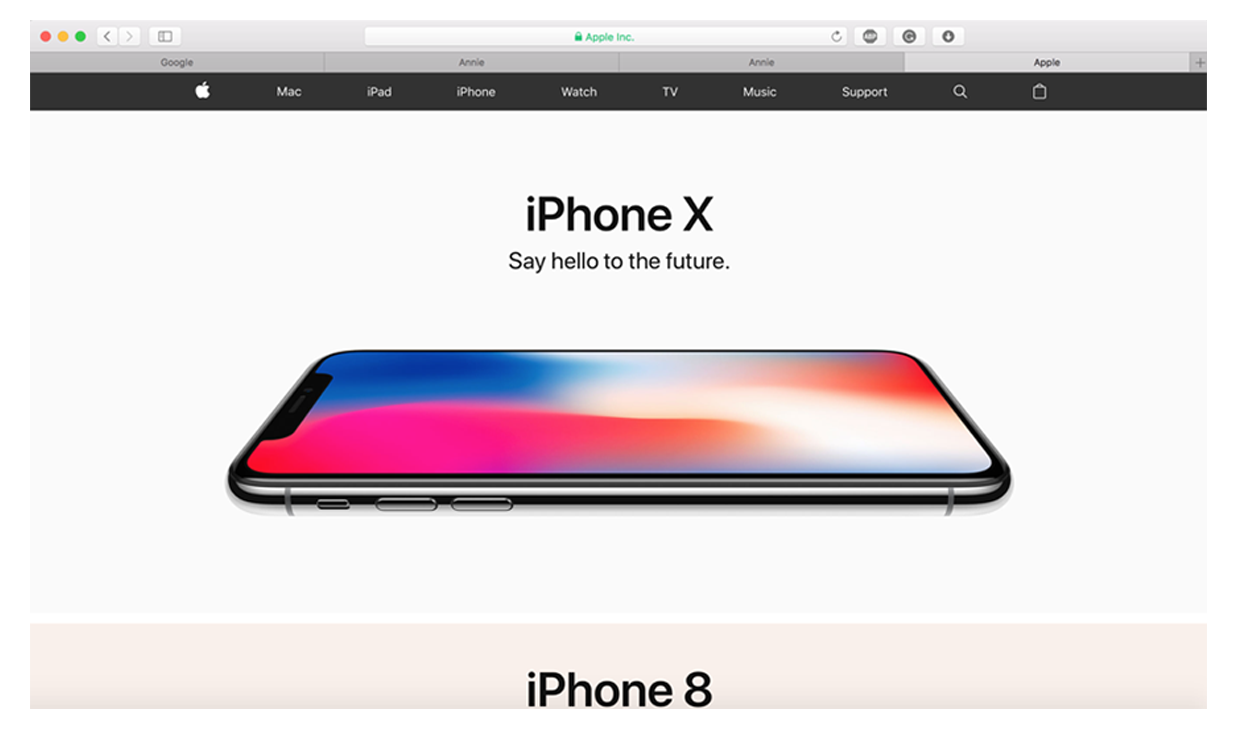 Apple Inc.
ABP
Google Annie Annie Apple
Mac iPad iPhone Watch TV Music Support
iPhone X
Say hello to the future.
iPhone 8